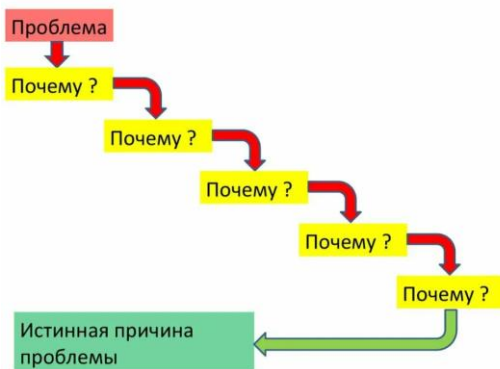 Проблема
Почему ?
Почему ?
Почему ?
Почему ?
Почему ?
Истинная причина
проблемы